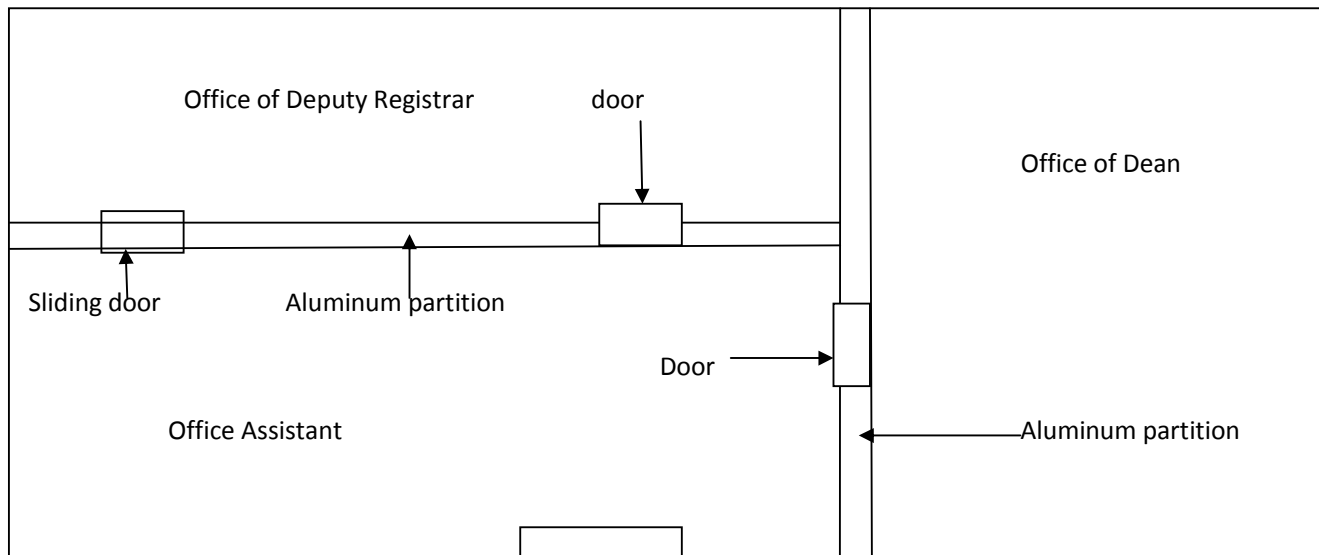 Office of Deputy Registrar
door
Office of Dean
Sliding door
Aluminum partition
Door
Office Assistant
Aluminum partition